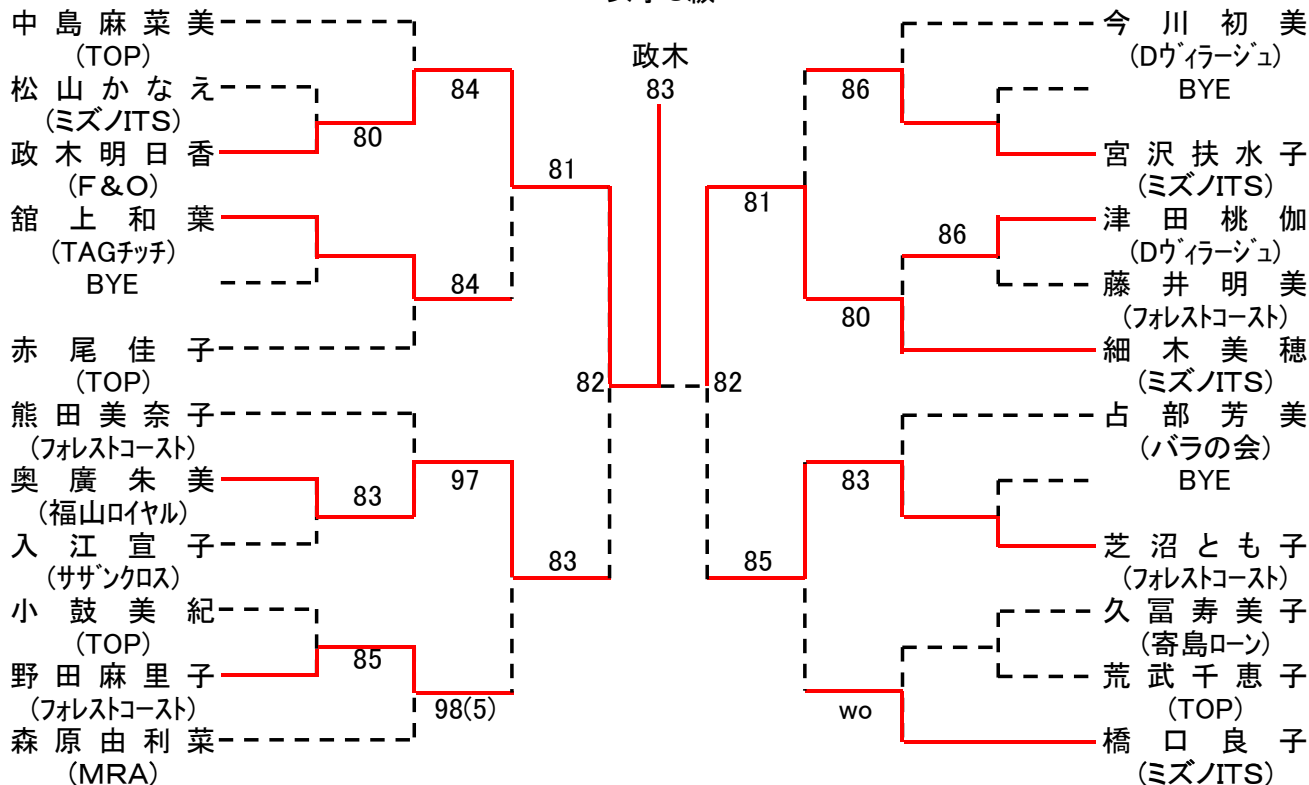 政木
83
中島麻菜美
(TOP)
松山かなえ
(ミズノITS)
政木明日香
(F&O)
舘上和葉
(TAGチッチ)
BYE
赤尾佳子
(TOP)
熊田美奈子
(フォレストコースト)
奥廣朱美
(福山ロイヤル)
入江宣子
(サザンクロス)
小鼓美紀
(TOP)
野田麻里子
(フォレストコースト)
森原由利菜
(MRA)
84
80
81
84
82
97
83
83
85
98(5)
86
81
86
80
82
83
85
wo
今川初美
(Dヴィラージュ)
BYE
宮沢扶水子
(ミズノITS)
津田桃伽
(Dヴィラージュ)
藤井明美
(フォレストコースト)
細木美穂
(ミズノITS)
占部芳美
(バラの会)
BYE
芝沼とも子
(フォレストコースト)
久冨寿美子
(寄島ローン)
荒武千恵子
(TOP)
橋口良子
(ミズノITS)